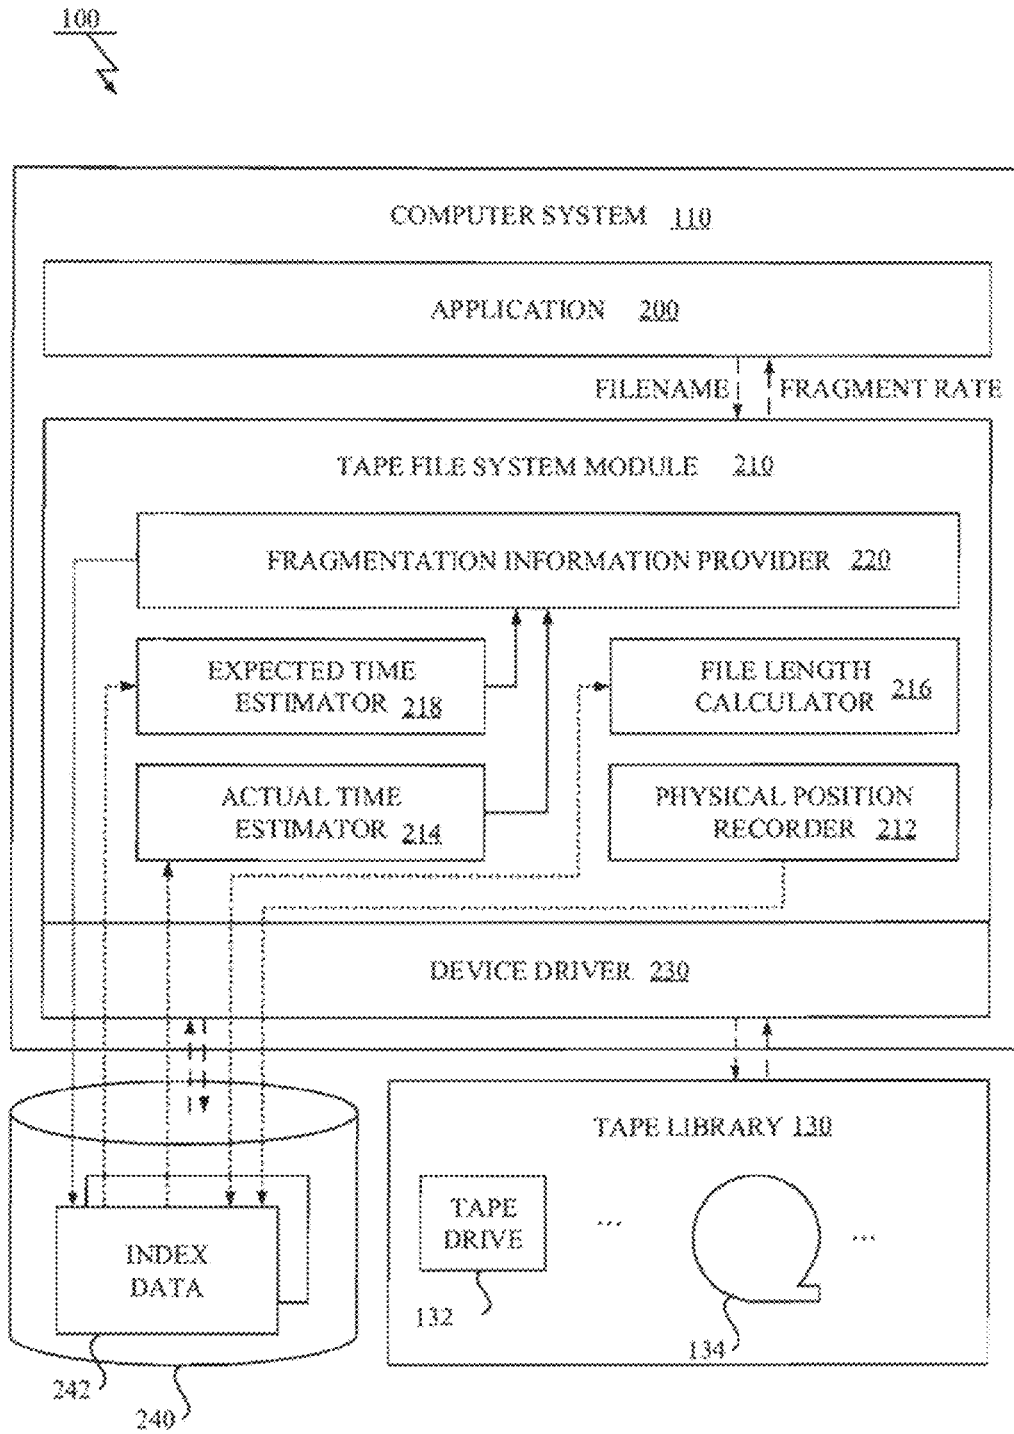 100
COMPUTER SYSTEM 110
APPLICATION 200
FILENAME FRAGMENT RATE
TAPE FILE SYSTEM MODULE 210
FRAGMENTATION INFORMATION PROVIDER 220
EXPECTED TIME
ESTIMATOR 218
FILE LENGTH
CALCULATOR 216
ACTUAL TIME
ESTIMATOR 214
PHYSICAL POSITION
RECORDER 212
DEVICE DRIVER 230
TAPE LIBRARY 130
TAPE
DRIVE
...
...
INDEX
DATA
132
134
242
240